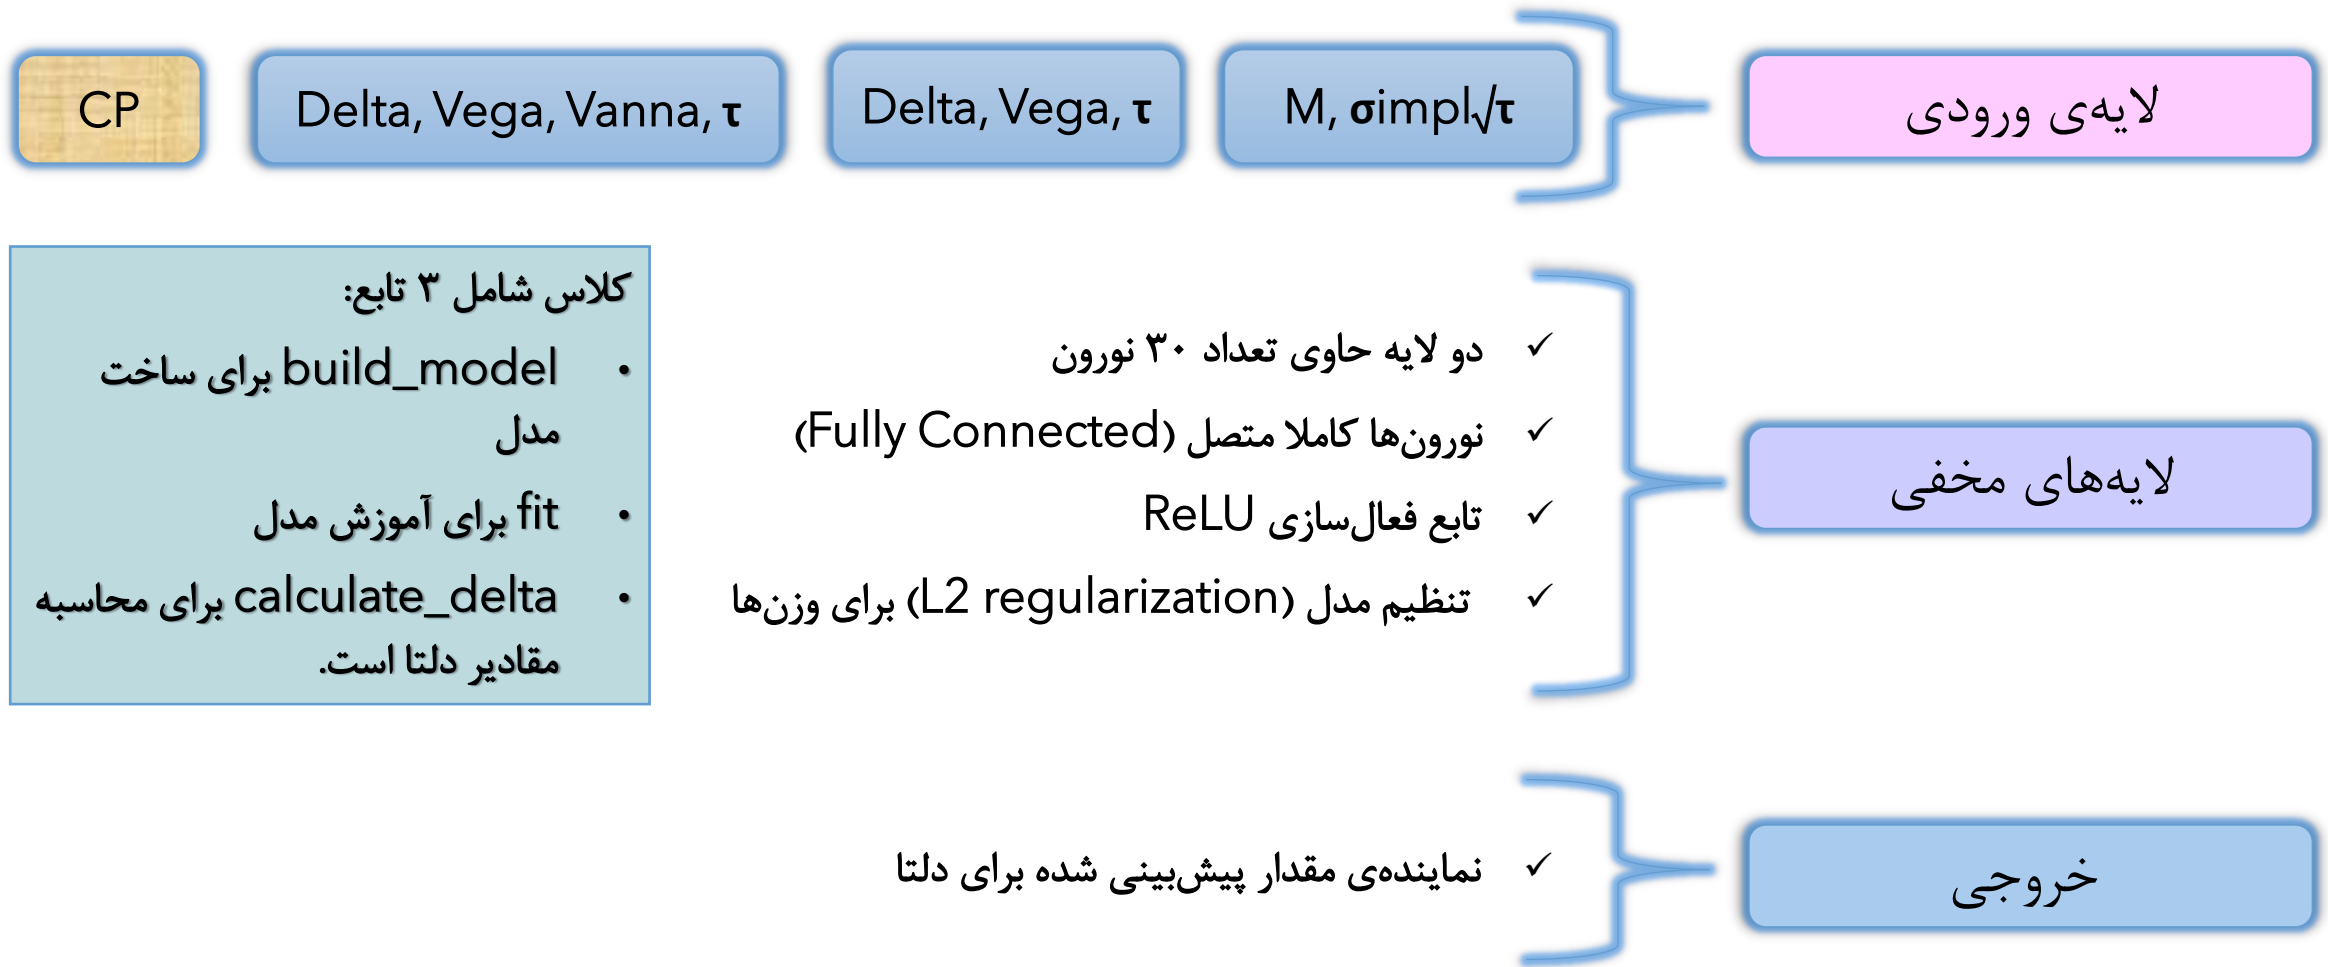 لایه‌ی ورودی
M, σimpl√τ
Delta, Vega, τ
Delta, Vega, Vanna, τ
CP
لایه‌های مخفی
✓ دو لایه حاوی تعداد ۳۰ نورون
✓ نورون‌ها کاملا متصل (Fully Connected)
✓ تابع فعال‌سازی ReLU
✓ تنظیم مدل (L2 regularization) برای وزن‌ها
کلاس شامل ۳ تابع:
• build_model برای ساخت
مدل
• fit برای آموزش مدل
• calculate_delta برای محاسبه
مقادیر دلتا است.
خروجی
✓ نماینده‌ی مقدار پیش‌بینی شده برای دلتا